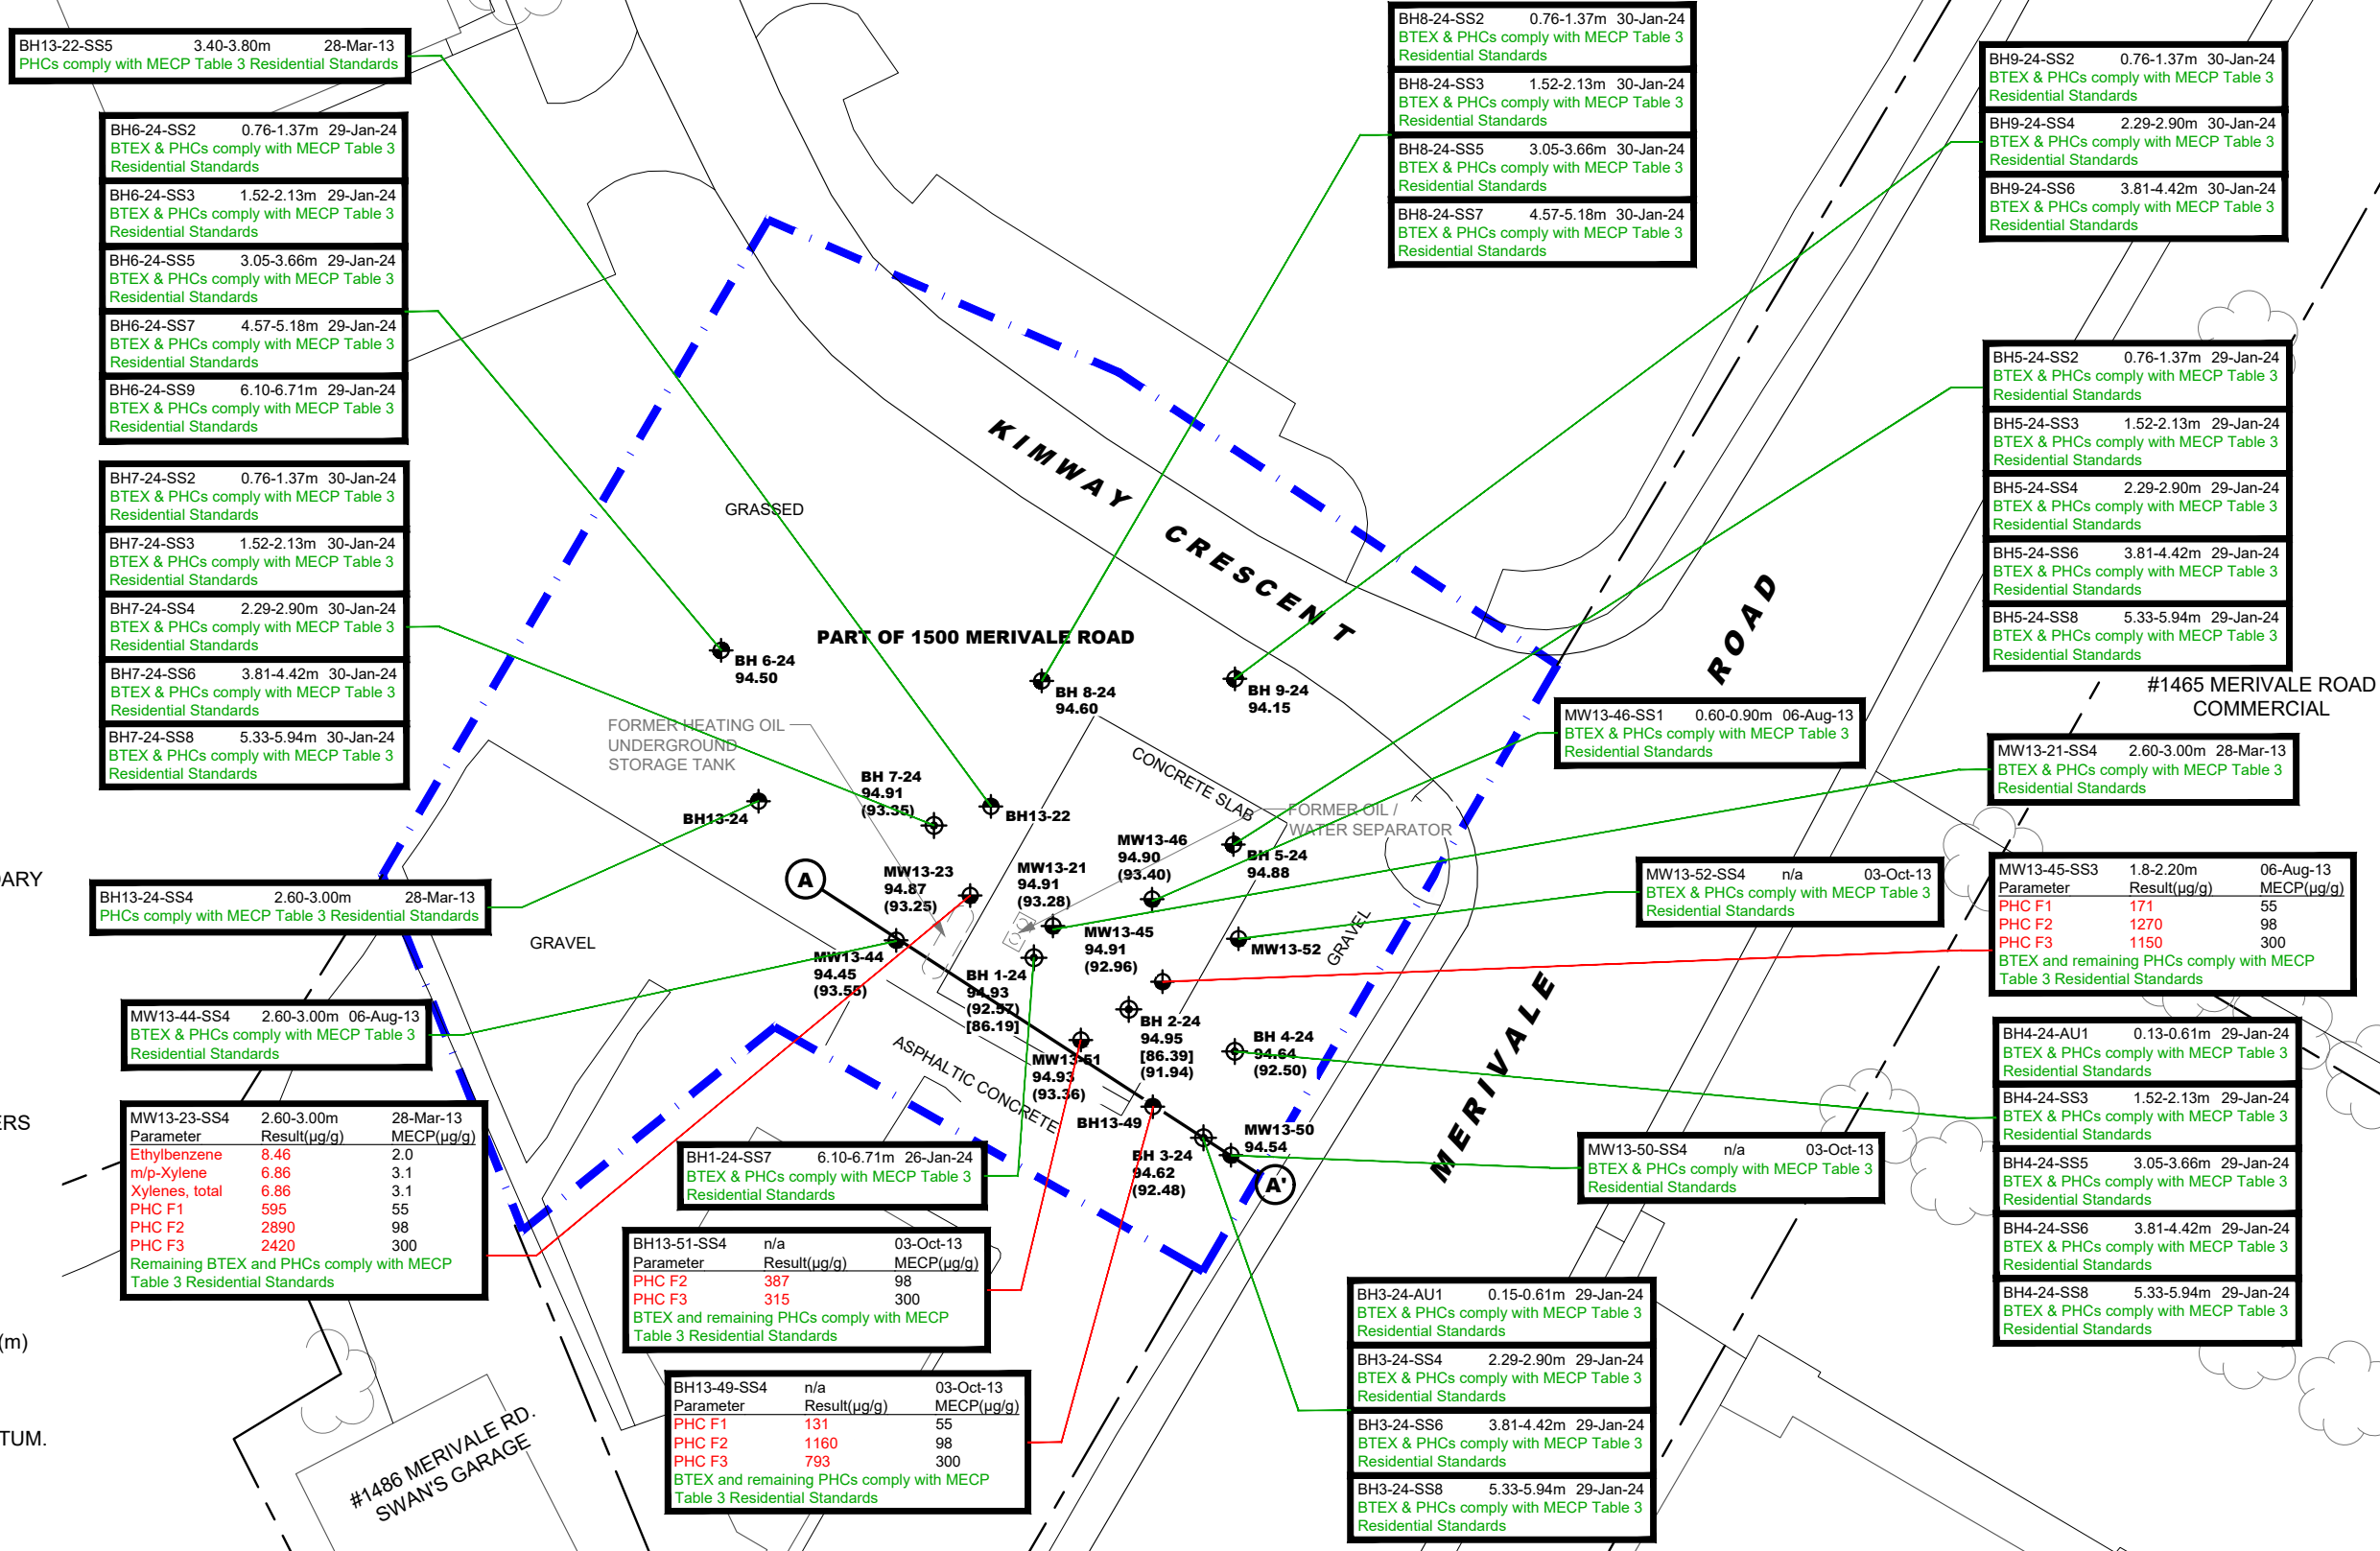 BH13-22-SS5 3.40-3.80m 28-Mar-13
PHCs comply with MECP Table 3 Residential Standards
BH6-24-SS2 0.76-1.37m 29-Jan-24
BTEX & PHCs comply with MECP Table 3
Residential Standards
BH6-24-SS3 1.52-2.13m 29-Jan-24
BTEX & PHCs comply with MECP Table 3
Residential Standards
BH6-24-SS5 3.05-3.66m 29-Jan-24
BTEX & PHCs comply with MECP Table 3
Residential Standards
BH6-24-SS7 4.57-5.18m 29-Jan-24
BTEX & PHCs comply with MECP Table 3
Residential Standards
BH6-24-SS9 6.10-6.71m 29-Jan-24
BTEX & PHCs comply with MECP Table 3
Residential Standards
BH7-24-SS2 0.76-1.37m 30-Jan-24
BTEX & PHCs comply with MECP Table 3
Residential Standards
BH7-24-SS3 1.52-2.13m 30-Jan-24
BTEX & PHCs comply with MECP Table 3
Residential Standards
BH7-24-SS4 2.29-2.90m 30-Jan-24
BTEX & PHCs comply with MECP Table 3
Residential Standards
BH7-24-SS6 3.81-4.42m 30-Jan-24
BTEX & PHCs comply with MECP Table 3
Residential Standards
BH7-24-SS8 5.33-5.94m 30-Jan-24
BTEX & PHCs comply with MECP Table 3
Residential Standards
BH8-24-SS2 0.76-1.37m 30-Jan-24
BTEX & PHCs comply with MECP Table 3
Residential Standards
BH8-24-SS3 1.52-2.13m 30-Jan-24
BTEX & PHCs comply with MECP Table 3
Residential Standards
BH8-24-SS5 3.05-3.66m 30-Jan-24
BTEX & PHCs comply with MECP Table 3
Residential Standards
BH8-24-SS7 4.57-5.18m 30-Jan-24
BTEX & PHCs comply with MECP Table 3
Residential Standards
BH9-24-SS2 0.76-1.37m 30-Jan-24
BTEX & PHCs comply with MECP Table 3
Residential Standards
BH9-24-SS4 2.29-2.90m 30-Jan-24
BTEX & PHCs comply with MECP Table 3
Residential Standards
BH9-24-SS6 3.81-4.42m 30-Jan-24
BTEX & PHCs comply with MECP Table 3
Residential Standards
BH5-24-SS2 0.76-1.37m 29-Jan-24
BTEX & PHCs comply with MECP Table 3
Residential Standards
BH5-24-SS3 1.52-2.13m 29-Jan-24
BTEX & PHCs comply with MECP Table 3
Residential Standards
BH5-24-SS4 2.29-2.90m 29-Jan-24
BTEX & PHCs comply with MECP Table 3
Residential Standards
BH5-24-SS6 3.81-4.42m 29-Jan-24
BTEX & PHCs comply with MECP Table 3
Residential Standards
BH5-24-SS8 5.33-5.94m 29-Jan-24
BTEX & PHCs comply with MECP Table 3
Residential Standards
#1465 MERIVALE ROAD
COMMERCIAL
KIMWAY CRESCENT
MERIVALE ROAD
GRASSED
PART OF 1500 MERIVALE ROAD
BH 6-24
94.50
BH 8-24
94.60
BH 9-24
94.15
FORMER HEATING OIL
UNDERGROUND
STORAGE TANK
BH 7-24
94.91
(93.35)
BH13-24
BH13-22
CONCRETE SLAB
FORMER OIL /
WATER SEPARATOR
MW13-46
94.90
(93.40)
BH 5-24
94.88
MW13-23
94.87
(93.25)
MW13-21
94.91
(93.28)
A
MW13-45
94.91
(92.96)
MW13-52
GRAVEL
GRAVEL
MW13-44
94.45
(93.55)
BH 1-24
94.93
(92.57)
[86.19]
BH 2-24
94.95
[86.39]
(91.94)
BH 4-24
94.64
(92.50)
ASPHALTIC CONCRETE
MW13-51
94.93
(93.36)
BH13-49
MW13-50
94.54
BH 3-24
94.62
(92.48)
A'
MW13-46-SS1 0.60-0.90m 06-Aug-13
BTEX & PHCs comply with MECP Table 3
Residential Standards
MW13-21-SS4 2.60-3.00m 28-Mar-13
BTEX & PHCs comply with MECP Table 3
Residential Standards
MW13-52-SS4 n/a 03-Oct-13
BTEX & PHCs comply with MECP Table 3
Residential Standards
MW13-45-SS3 1.8-2.20m 06-Aug-13
Parameter Result(µg/g) MECP(µg/g)
PHC F1 171 55
PHC F2 1270 98
PHC F3 1150 300
BTEX and remaining PHCs comply with MECP
Table 3 Residential Standards
BH4-24-AU1 0.13-0.61m 29-Jan-24
BTEX & PHCs comply with MECP Table 3
Residential Standards
BH4-24-SS3 1.52-2.13m 29-Jan-24
BTEX & PHCs comply with MECP Table 3
Residential Standards
BH4-24-SS5 3.05-3.66m 29-Jan-24
BTEX & PHCs comply with MECP Table 3
Residential Standards
BH4-24-SS6 3.81-4.42m 29-Jan-24
BTEX & PHCs comply with MECP Table 3
Residential Standards
BH4-24-SS8 5.33-5.94m 29-Jan-24
BTEX & PHCs comply with MECP Table 3
Residential Standards
MW13-50-SS4 n/a 03-Oct-13
BTEX & PHCs comply with MECP Table 3
Residential Standards
BH3-24-AU1 0.15-0.61m 29-Jan-24
BTEX & PHCs comply with MECP Table 3
Residential Standards
BH3-24-SS4 2.29-2.90m 29-Jan-24
BTEX & PHCs comply with MECP Table 3
Residential Standards
BH3-24-SS6 3.81-4.42m 29-Jan-24
BTEX & PHCs comply with MECP Table 3
Residential Standards
BH3-24-SS8 5.33-5.94m 29-Jan-24
BTEX & PHCs comply with MECP Table 3
Residential Standards
DARY
BH13-24-SS4 2.60-3.00m 28-Mar-13
PHCs comply with MECP Table 3 Residential Standards
MW13-44-SS4 2.60-3.00m 06-Aug-13
BTEX & PHCs comply with MECP Table 3
Residential Standards
ERS
MW13-23-SS4 2.60-3.00m 28-Mar-13
Parameter Result(µg/g) MECP(µg/g)
Ethylbenzene 8.46 2.0
m/p-Xylene 6.86 3.1
Xylenes, total 6.86 3.1
PHC F1 595 55
PHC F2 2890 98
PHC F3 2420 300
Remaining BTEX and PHCs comply with MECP
Table 3 Residential Standards
BH1-24-SS7 6.10-6.71m 26-Jan-24
BTEX & PHCs comply with MECP Table 3
Residential Standards
BH13-51-SS4 n/a 03-Oct-13
Parameter Result(µg/g) MECP(µg/g)
PHC F2 387 98
PHC F3 315 300
BTEX and remaining PHCs comply with MECP
Table 3 Residential Standards
BH13-49-SS4 n/a 03-Oct-13
Parameter Result(µg/g) MECP(µg/g)
PHC F1 131 55
PHC F2 1160 98
PHC F3 793 300
BTEX and remaining PHCs comply with MECP
Table 3 Residential Standards
(m)
TUM.
#1486 MERIVALE RD.
SWAN'S GARAGE